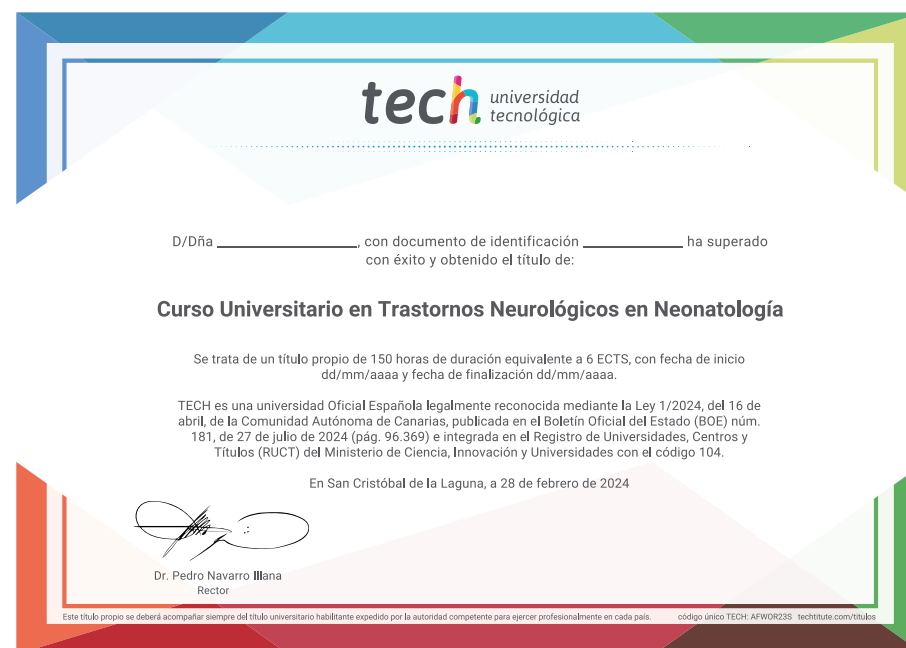 tech universidad
tecnológica
D/Dña ____________________, con documento de identificación ______________ ha superado
con éxito y obtenido el título de:
Curso Universitario en Trastornos Neurológicos en Neonatología
Se trata de un título propio de 150 horas de duración equivalente a 6 ECTS, con fecha de inicio
dd/mm/aaaa y fecha de finalización dd/mm/aaaa.
TECH es una universidad Oficial Española legalmente reconocida mediante la Ley 1/2024, del 16 de
abril, de la Comunidad Autónoma de Canarias, publicada en el Boletín Oficial del Estado (BOE) núm.
181, de 27 de julio de 2024 (pág. 96.369) e integrada en el Registro de Universidades, Centros y
Títulos (RUCT) del Ministerio de Ciencia, Innovación y Universidades con el código 104.
En San Cristóbal de la Laguna, a 28 de febrero de 2024
Dr. Pedro Navarro Illana
Rector
Este título propio se deberá acompañar siempre del título universitario habilitante expedido por la autoridad competente para ejercer profesionalmente en cada país. código único TECH: AFWOR23S techtitute.com/titulos